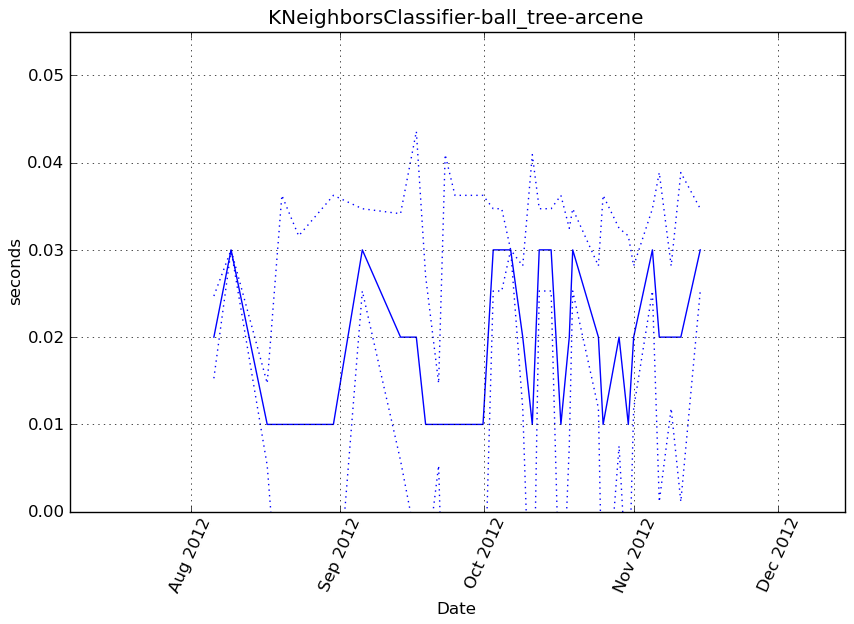 KNeighborsClassifier-ball_tree-arcene
0.05
0.04
0.03
0.02
0.01
0.00
seconds
Aug 2012
Sep 2012
Oct 2012
Nov 2012
Dec 2012
Date